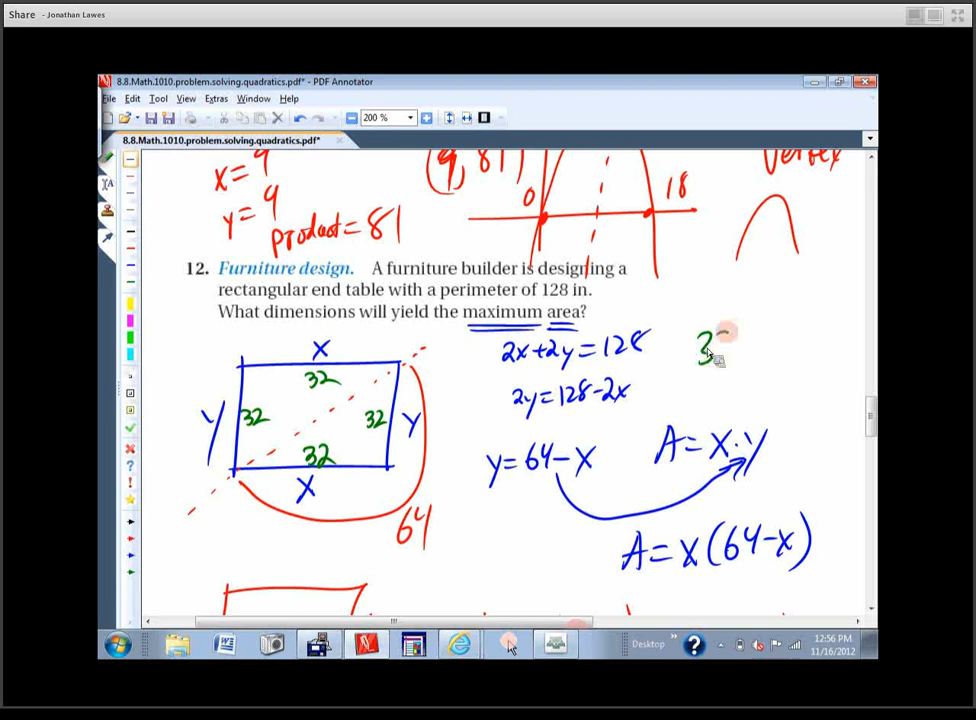 Share - Jonathan Lawes
8.8.Math.1010.problem.solving.quadratics.pdf* - PDF Annotator
File Edit Tool View Extras Window Help
200 %
8.8.Math.1010.problem.solving.quadratics.pdf*
x=9
y=9
product=81
(9, 81)
0
18
Vertex
12. Furniture design. A furniture builder is designing a
rectangular end table with a perimeter of 128 in.
What dimensions will yield the maximum area?
x
32
y 32
32 y
32
x
64
2x+2y=128
2y=128-2x
y=64-x
A=x·y
A=x(64-x)
3
Desktop
12:56 PM
11/16/2012